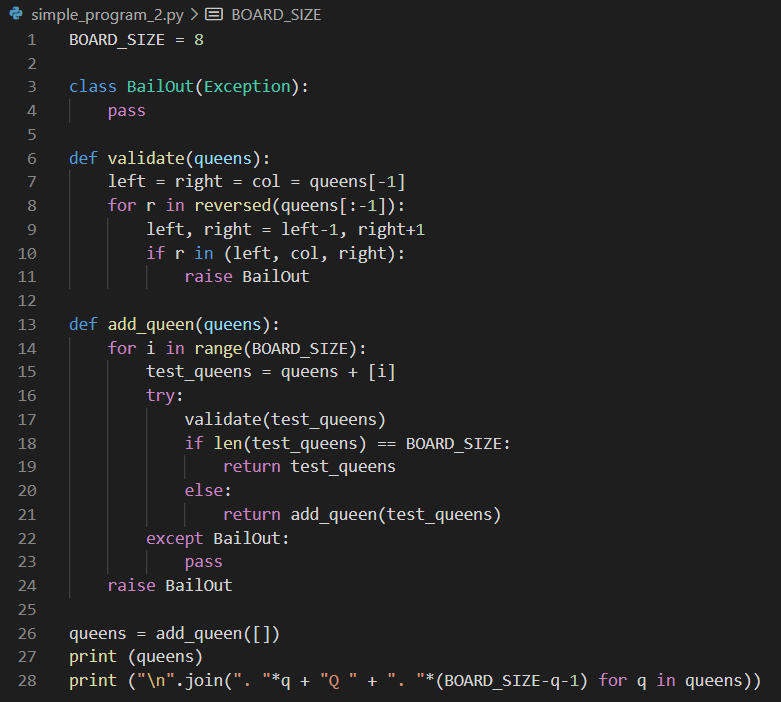 simple_program_2.py > BOARD_SIZE
1 BOARD_SIZE = 8
2
3 class BailOut(Exception):
4     pass
5
6 def validate(queens):
7     left = right = col = queens[-1]
8     for r in reversed(queens[:-1]):
9         left, right = left-1, right+1
10         if r in (left, col, right):
11             raise BailOut
12
13 def add_queen(queens):
14     for i in range(BOARD_SIZE):
15         test_queens = queens + [i]
16         try:
17             validate(test_queens)
18             if len(test_queens) == BOARD_SIZE:
19                 return test_queens
20             else:
21                 return add_queen(test_queens)
22         except BailOut:
23             pass
24     raise BailOut
25
26 queens = add_queen([])
27 print (queens)
28 print ("\n".join(". "*q + "Q " + ". "*(BOARD_SIZE-q-1) for q in queens))